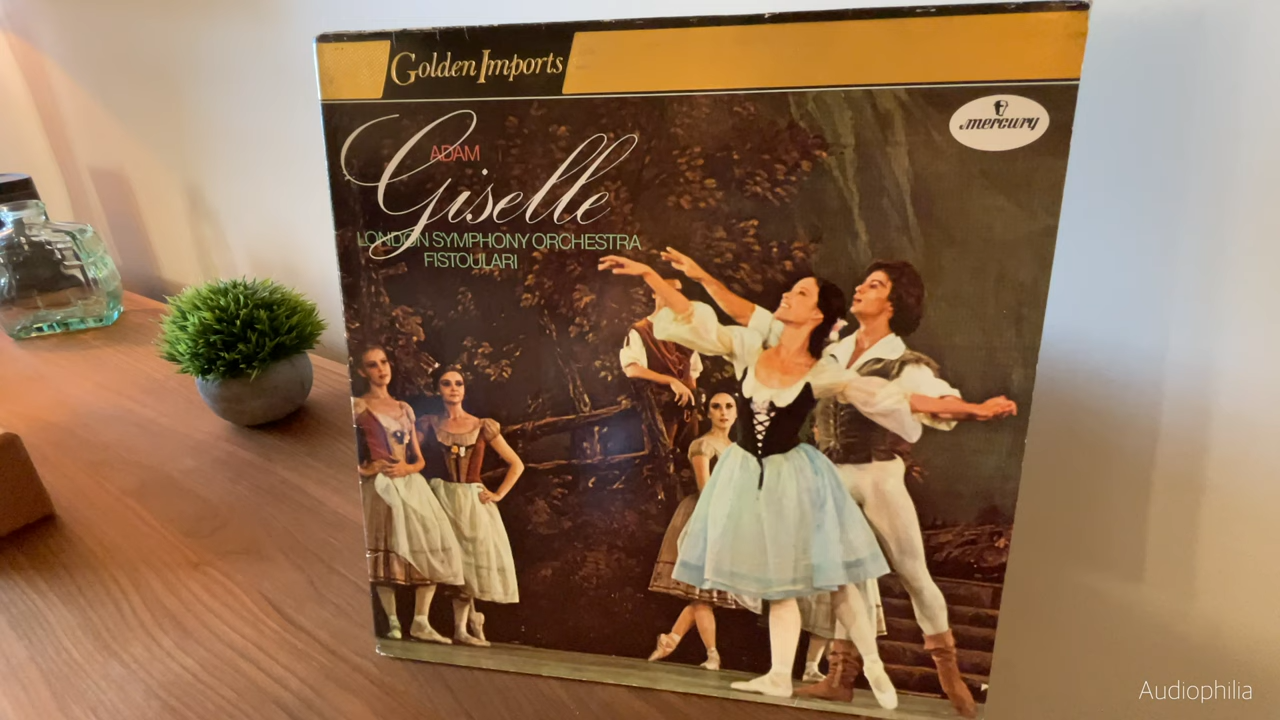 Golden Imports
mercury
ADAM
Giselle
LONDON SYMPHONY ORCHESTRA
FISTOULARI
Audiophilia